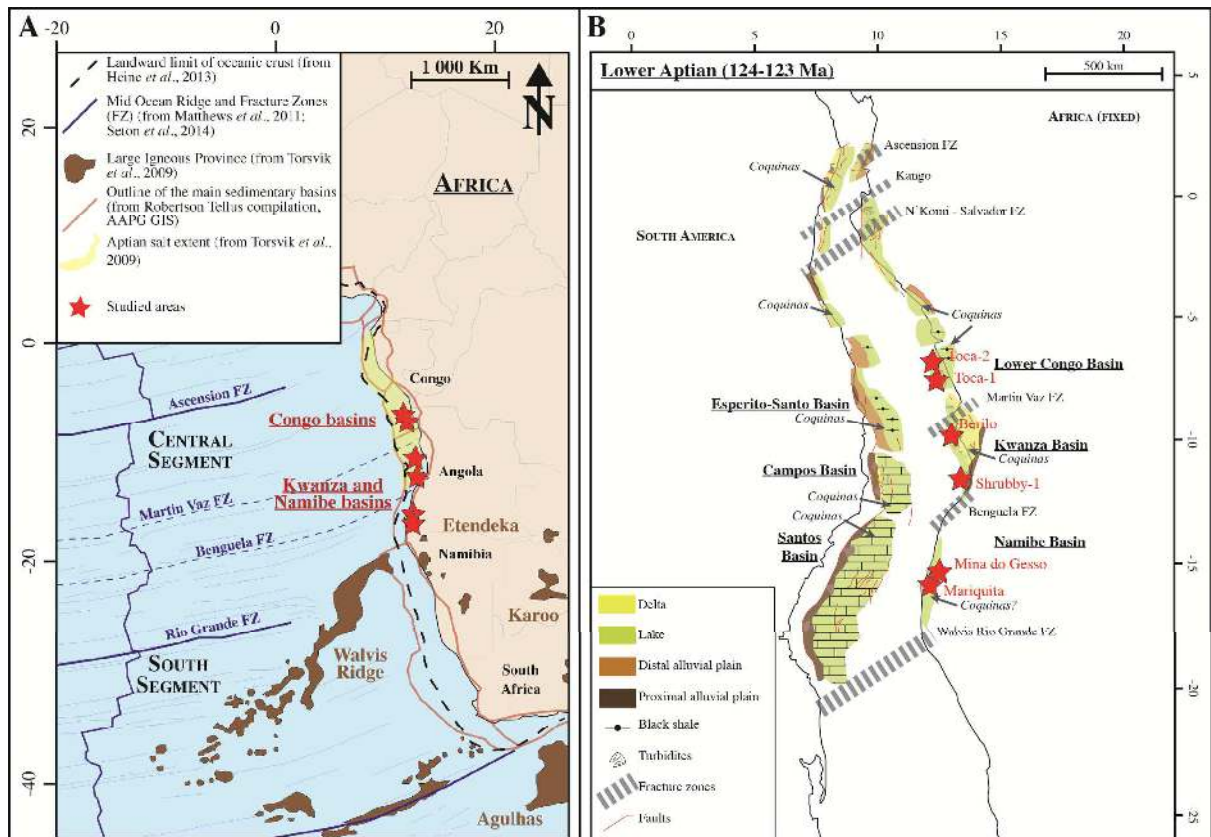 A
-20
0
20
Landward limit of oceanic crust (from
Heine et al., 2013)
Mid Ocean Ridge and Fracture Zones
(FZ) (from Matthews et al., 2011;
Seton et al., 2014)
Large Igneous Province (from Torsvik
et al., 2009)
Outline of the main sedimentary basins
(from Robertson Tellus compilation,
AAPG GIS)
Aptian salt extent (from Torsvik et al.,
2009)
Studied areas
1 000 Km
N
AFRICA
20
0
-20
-40
Congo
Ascension FZ
Congo basins
CENTRAL
SEGMENT
Angola
Kwanza and
Namibe basins
Martin Vaz FZ
Etendeka
Benguela FZ
Namibia
Karoo
Rio Grande FZ
Walvis
Ridge
SOUTH
SEGMENT
South
Africa
Agulhas
B
0
5
10
15
20
Lower Aptian (124-123 Ma)
500 km
5
0
-5
-10
-15
-20
-25
AFRICA (FIXED)
Ascension FZ
Coquinas
Kango
N'Komi - Salvador FZ
SOUTH AMERICA
Coquinas
Coquinas
Toca-2
Lower Congo Basin
Toca-1
Martin Vaz FZ
Esperito-Santo Basin
Coquinas
Berilo
Kwanza Basin
Coquinas
Campos Basin
Shrubby-1
Coquinas
Benguela FZ
Coquinas
Santos
Basin
Namibe Basin
Mina do Gesso
Mariquita
Coquinas?
Walvis Rio Grande FZ
Delta
Lake
Distal alluvial plain
Proximal alluvial plain
Black shale
Turbidites
Fracture zones
Faults